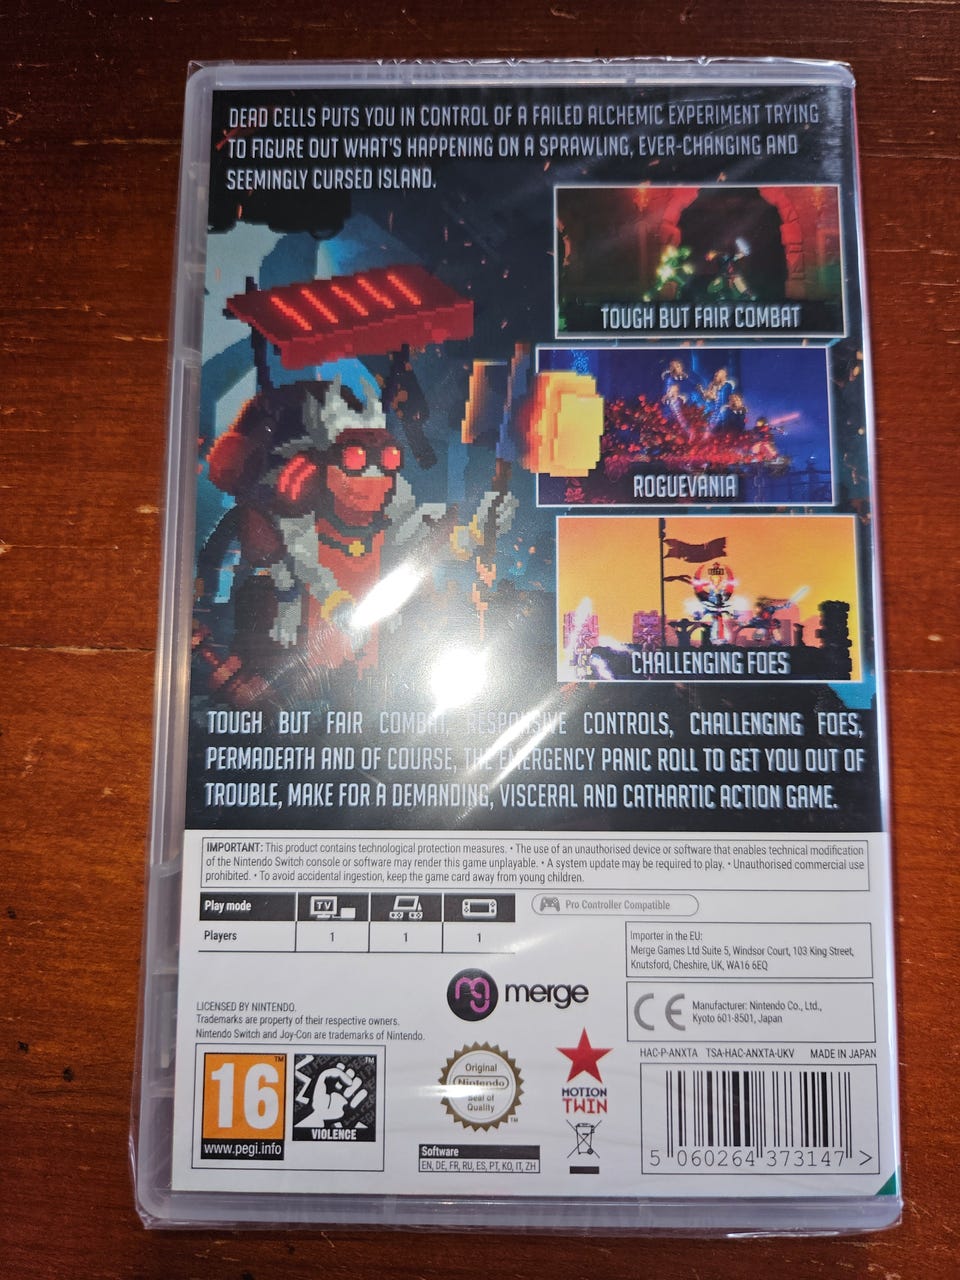 DEAD CELLS PUTS YOU IN CONTROL OF A FAILED ALCHEMIC EXPERIMENT TRYING
TO FIGURE OUT WHAT'S HAPPENING ON A SPRAWLING, EVER-CHANGING AND
SEEMINGLY CURSED ISLAND.
TOUGH BUT FAIR COMBAT
ROGUEVANIA
CHALLENGING FOES
TOUGH BUT FAIR COMBAT, RESPONSIVE CONTROLS, CHALLENGING FOES,
PERMADEATH AND OF COURSE, THE EMERGENCY PANIC ROLL TO GET YOU OUT OF
TROUBLE, MAKE FOR A DEMANDING, VISCERAL AND CATHARTIC ACTION GAME.
IMPORTANT: This product contains technological protection measures. • The use of an unauthorised device or software that enables technical modification
of the Nintendo Switch console or software may render this game unplayable. • A system update may be required to play. • Unauthorised commercial use
prohibited. • To avoid accidental ingestion, keep the game card away from young children.
Play mode
TV
Pro Controller Compatible
Players 1 1 1
Importer in the EU:
Merge Games Ltd Suite 5, Windsor Court, 103 King Street,
Knutsford, Cheshire, UK, WA16 6EQ
mg merge
CE Manufacturer: Nintendo Co., Ltd.,
Kyoto 601-8501, Japan
LICENSED BY NINTENDO.
Trademarks are property of their respective owners.
Nintendo Switch and Joy-Con are trademarks of Nintendo.
HAC-P-ANXTA TSA-HAC-ANXTA-UKV MADE IN JAPAN
16 TM
www.pegi.info
TM
VIOLENCE
Original
Nintendo
Seal of
Quality
TM
MOTION
TWIN
Software
EN, DE, FR, RU, ES, PT, KO, IT, ZH
5 060264 373147 >